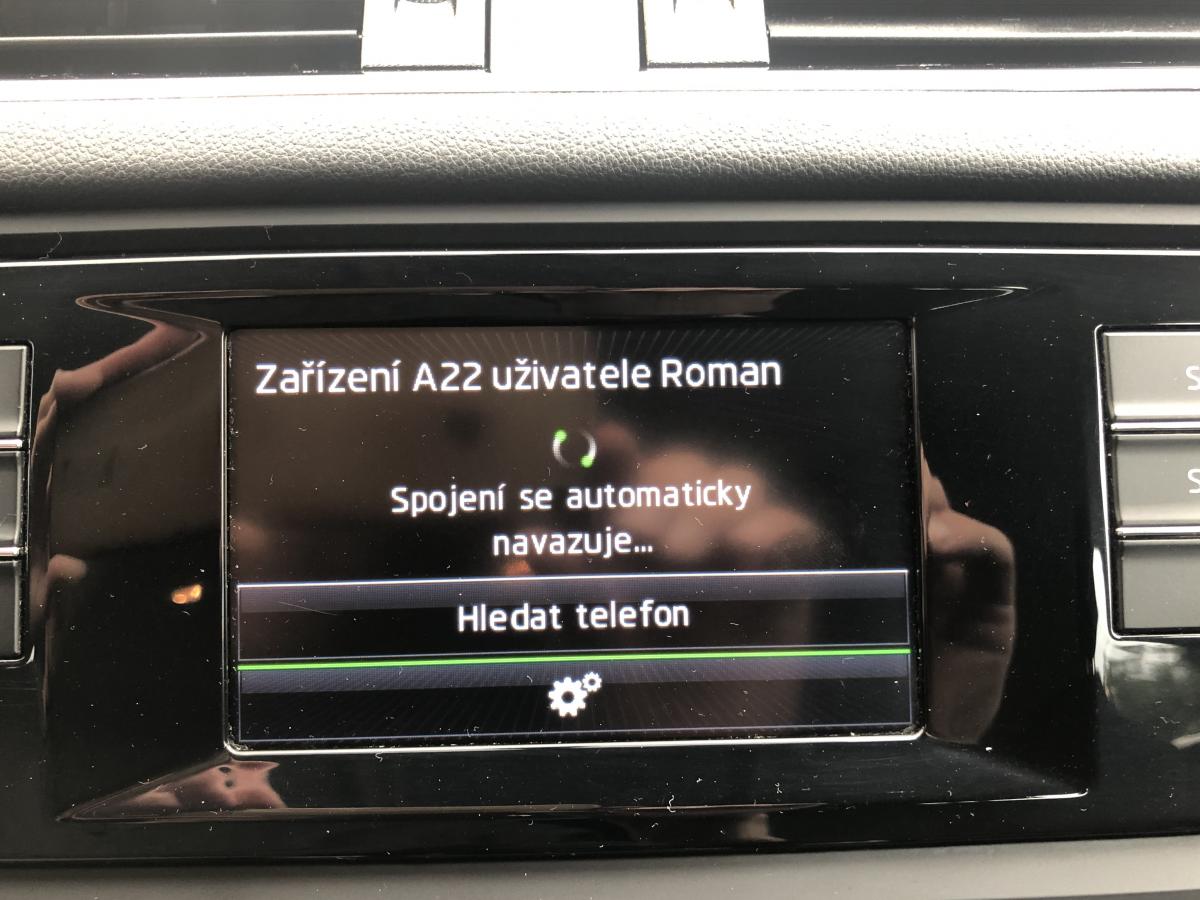 Zařízení A22 uživatele Roman
Spojení se automaticky
navazuje...
Hledat telefon